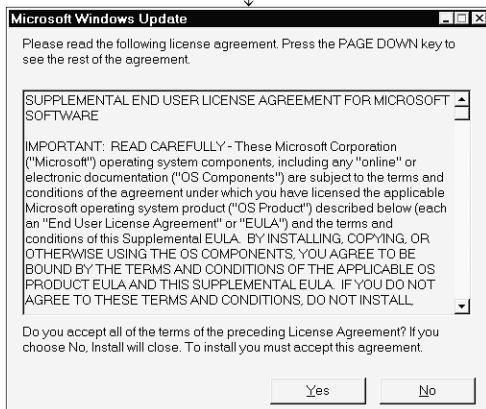 Microsoft Windows Update
Please read the following license agreement. Press the PAGE DOWN key to
see the rest of the agreement.
SUPPLEMENTAL END USER LICENSE AGREEMENT FOR MICROSOFT
SOFTWARE
IMPORTANT:  READ CAREFULLY - These Microsoft Corporation
("Microsoft") operating system components, including any "online" or
electronic documentation ("OS Components") are subject to the terms and
conditions of the agreement under which you have licensed the applicable
Microsoft operating system product ("OS Product") described below (each
an "End User License Agreement" or "EULA") and the terms and
conditions of this Supplemental EULA.  BY INSTALLING, COPYING, OR
OTHERWISE USING THE OS COMPONENTS, YOU AGREE TO BE
BOUND BY THE TERMS AND CONDITIONS OF THE APPLICABLE OS
PRODUCT EULA AND THIS SUPPLEMENTAL EULA.  IF YOU DO NOT
AGREE TO THESE TERMS AND CONDITIONS, DO NOT INSTALL,
Do you accept all of the terms of the preceding License Agreement? If you
choose No, Install will close. To install you must accept this agreement.
Yes No